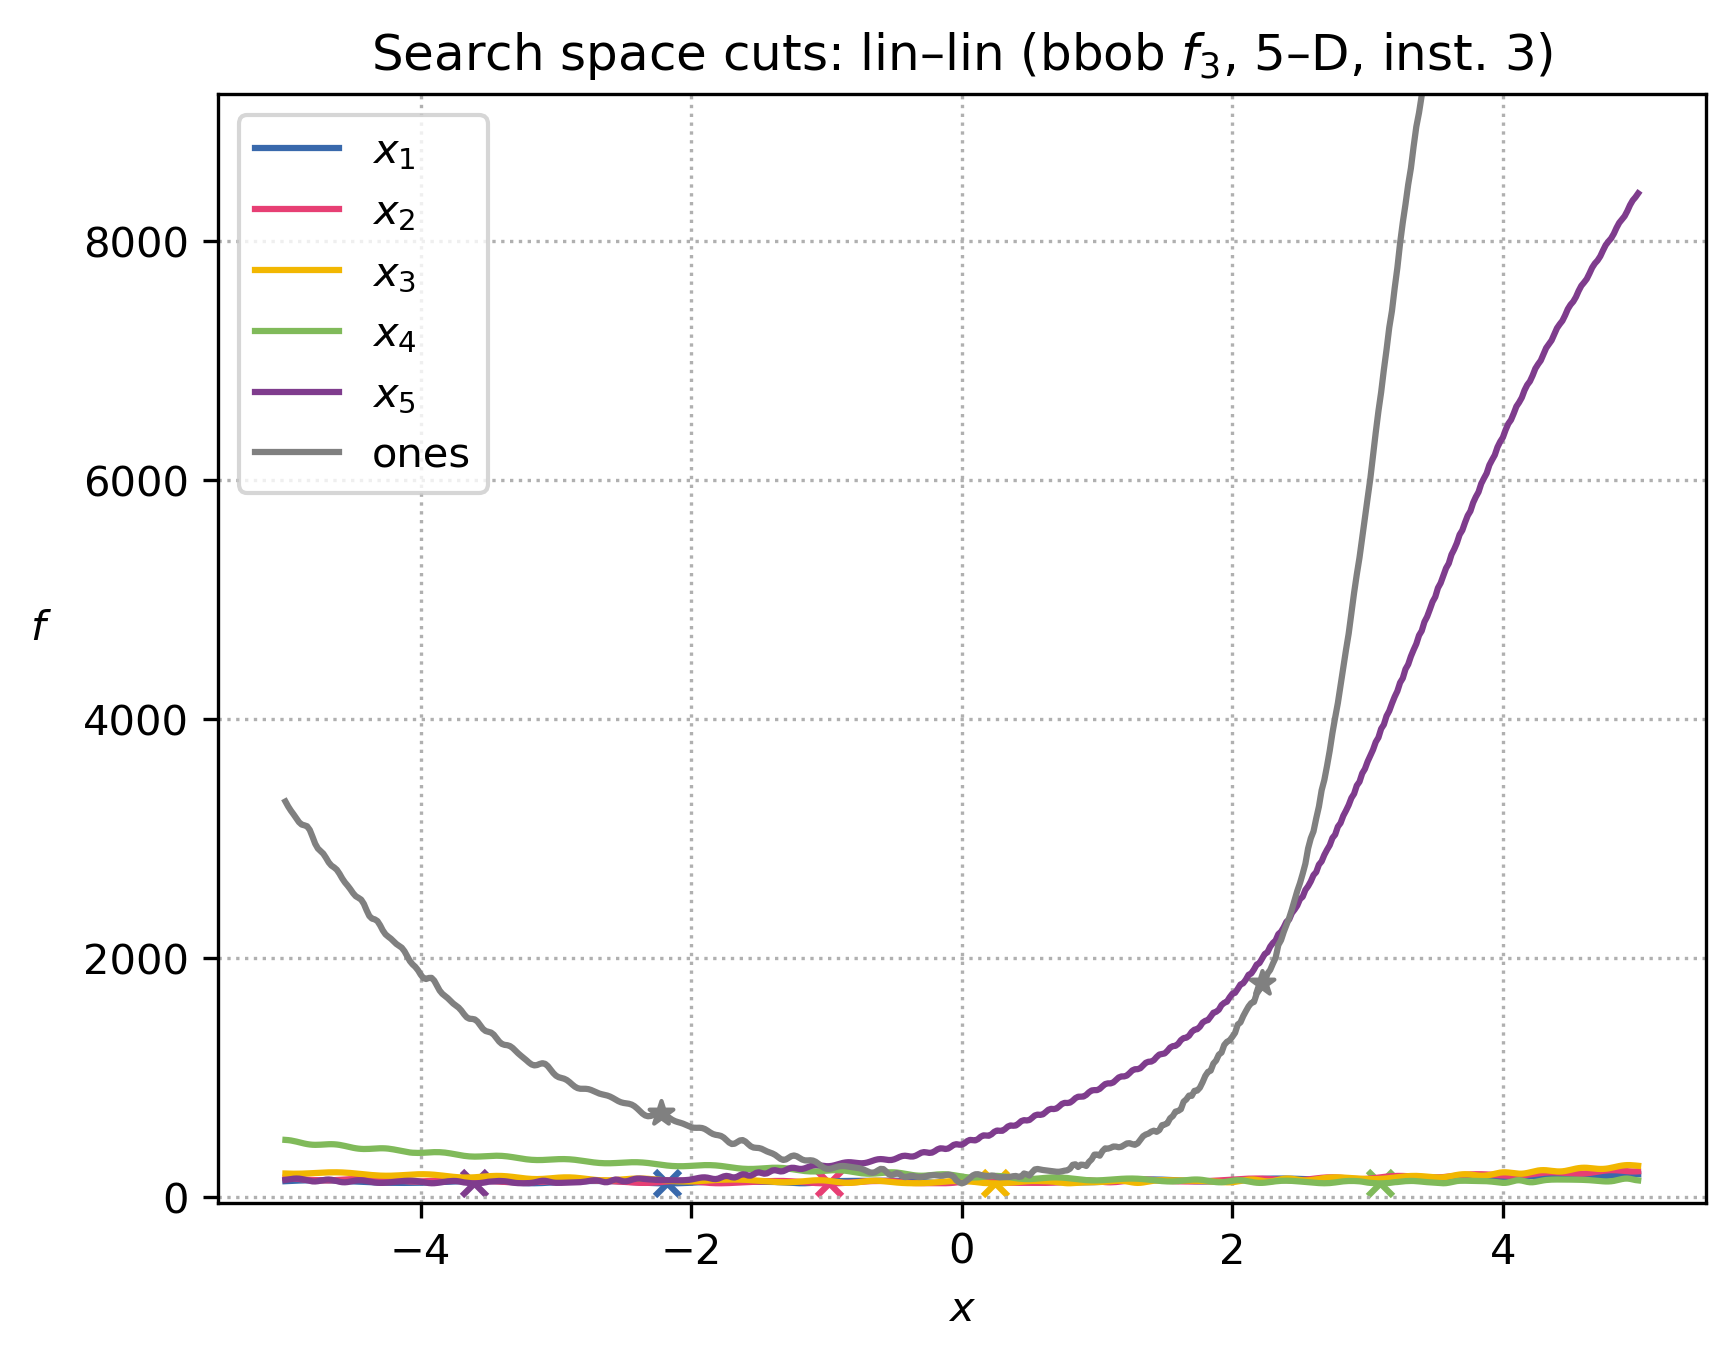 Search space cuts: lin–lin (bbob f₃, 5–D, inst. 3)
x₁
x₂
x₃
x₄
x₅
ones
8000
6000
4000
2000
0
f
−4
−2
0
2
4
x